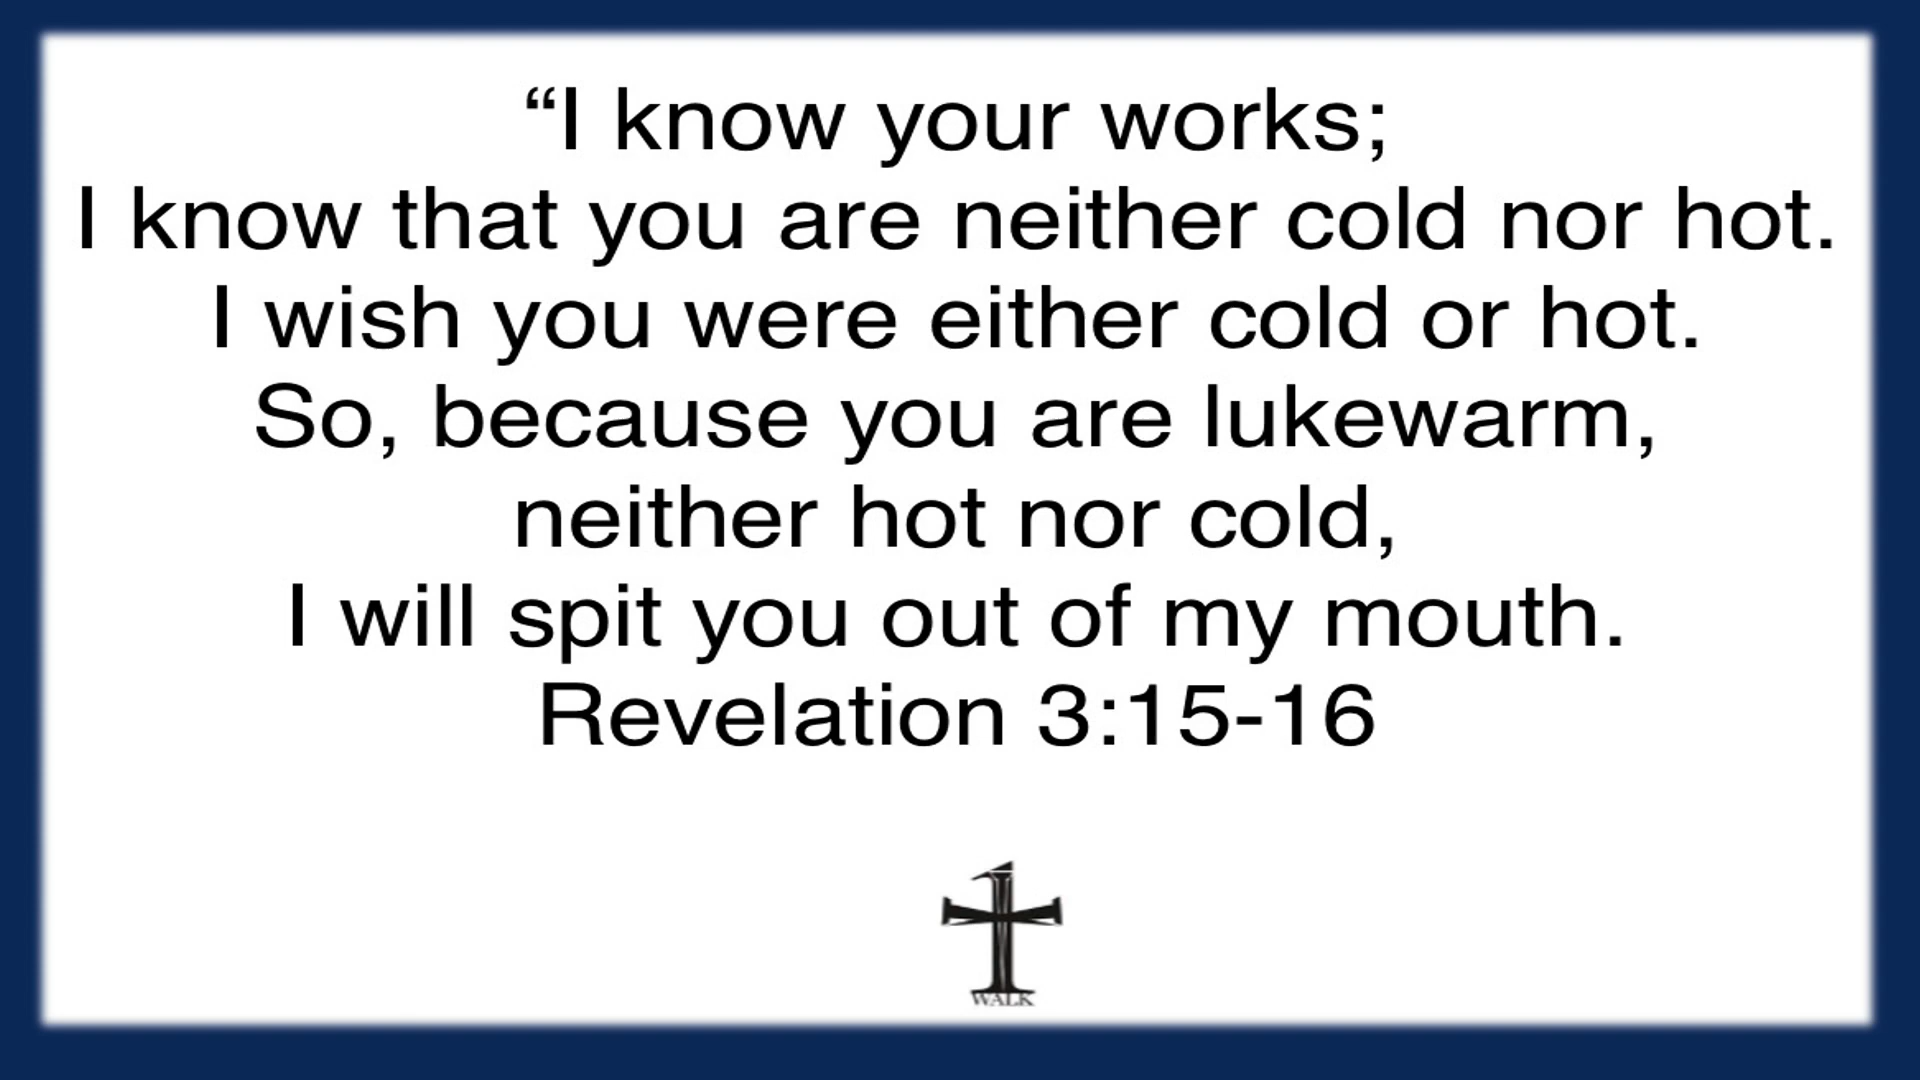 “I know your works;
I know that you are neither cold nor hot.
I wish you were either cold or hot.
So, because you are lukewarm,
neither hot nor cold,
I will spit you out of my mouth.
Revelation 3:15-16
1
WALK